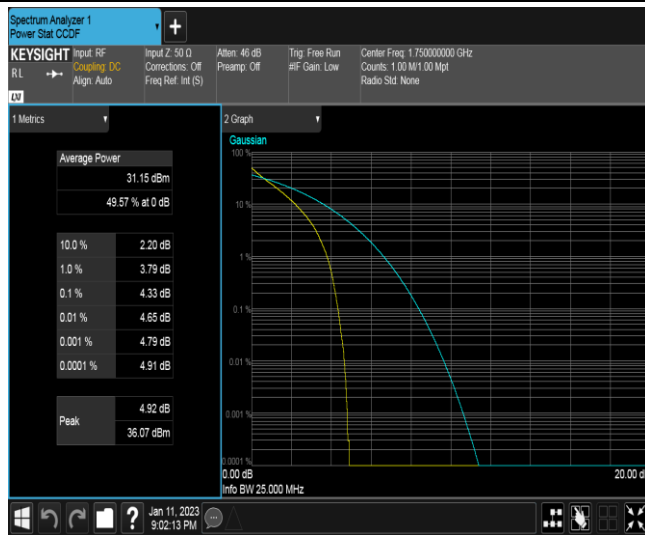 Spectrum Analyzer 1
Power Stat CCDF
+
KEYSIGHT
RL
Input: RF
Coupling: DC
Align: Auto
Input Z: 50 Ω
Corrections: Off
Freq Ref: Int (S)
Atten: 46 dB
Preamp: Off
Trig: Free Run
#IF Gain: Low
Center Freq: 1.750000000 GHz
Counts: 1.00 M/1.00 Mpt
Radio Std: None
1 Metrics
Average Power
31.15 dBm
49.57 % at 0 dB
10.0 % 2.20 dB
1.0 % 3.79 dB
0.1 % 4.33 dB
0.01 % 4.65 dB
0.001 % 4.79 dB
0.0001 % 4.91 dB
Peak 4.92 dB
36.07 dBm
2 Graph
Gaussian
100 %
10 %
1 %
0.1 %
0.01 %
0.001 %
0.0001 %
0.00 dB
20.00 d
Info BW 25.000 MHz
?
Jan 11, 2023
9:02:13 PM